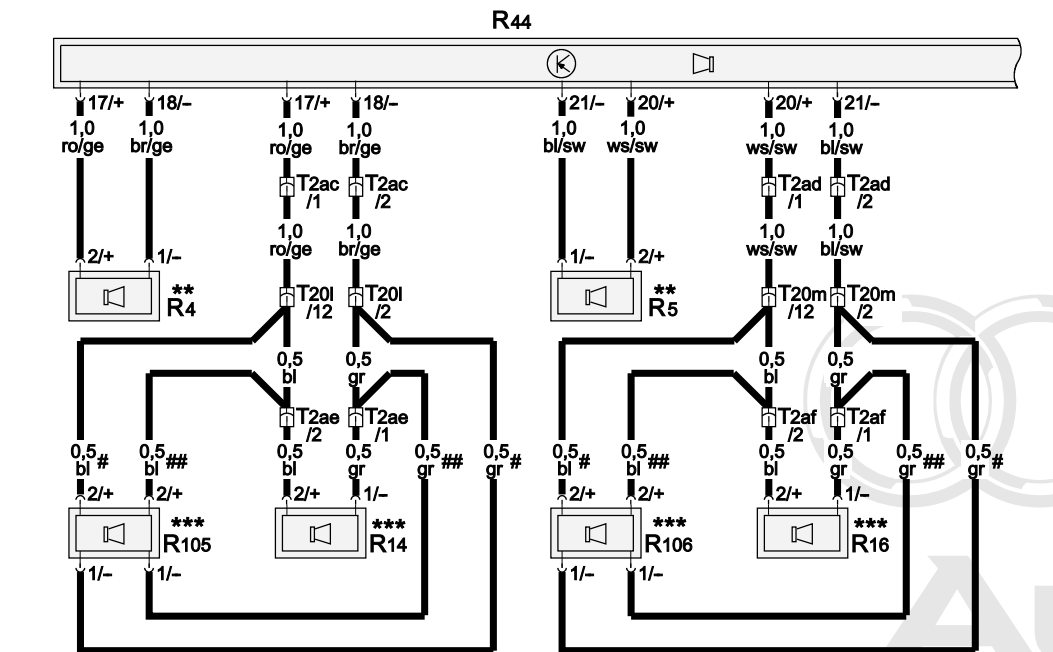 R44
17/+ 18/– 17/+ 18/– 21/– 20/+ 20/+ 21/–
1,0 1,0 1,0 1,0 1,0 1,0 1,0 1,0
ro/ge br/ge ro/ge br/ge bl/sw ws/sw ws/sw bl/sw
T2ac T2ac T2ad T2ad
/1 /2 /1 /2
1,0 1,0 1,0 1,0
ro/ge br/ge ws/sw bl/sw
2/+ 1/– 1/– 2/+
** T20l T20l ** T20m T20m
R4 /12 /2 R5 /12 /2
0,5 0,5 0,5 0,5
bl gr bl gr
T2ae T2ae T2af T2af
/2 /1 /2 /1
0,5 0,5 0,5 0,5 0,5 0,5 0,5 0,5 0,5 0,5 0,5 0,5
bl # bl ## bl gr gr ## gr # bl # bl ## bl gr gr ## gr #
2/+ 2/+ 2/+ 1/– 2/+ 2/+ 2/+ 1/–
*** *** *** ***
R105 R14 R106 R16
1/– 1/– 1/– 1/–
Au